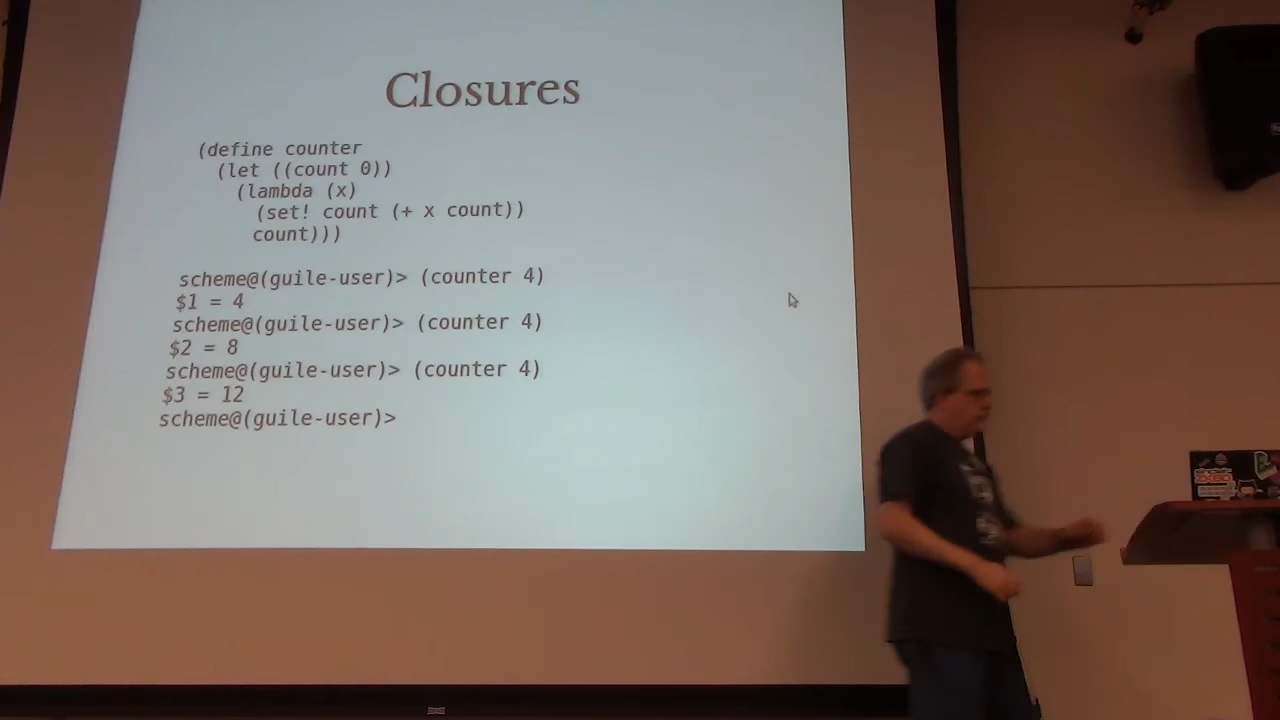 Closures
(define counter
(let ((count 0))
(lambda (x)
(set! count (+ x count))
count)))
scheme@(guile-user)> (counter 4)
$1 = 4
scheme@(guile-user)> (counter 4)
$2 = 8
scheme@(guile-user)> (counter 4)
$3 = 12
scheme@(guile-user)>